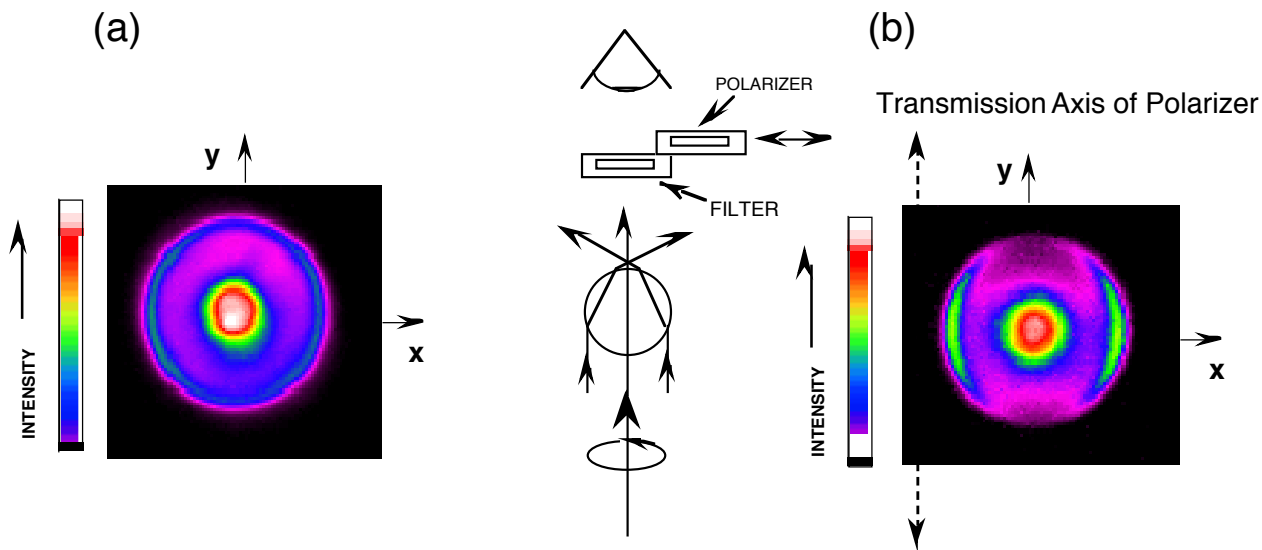 (a)
y
x
INTENSITY
POLARIZER
FILTER
(b)
Transmission Axis of Polarizer
y
x
INTENSITY